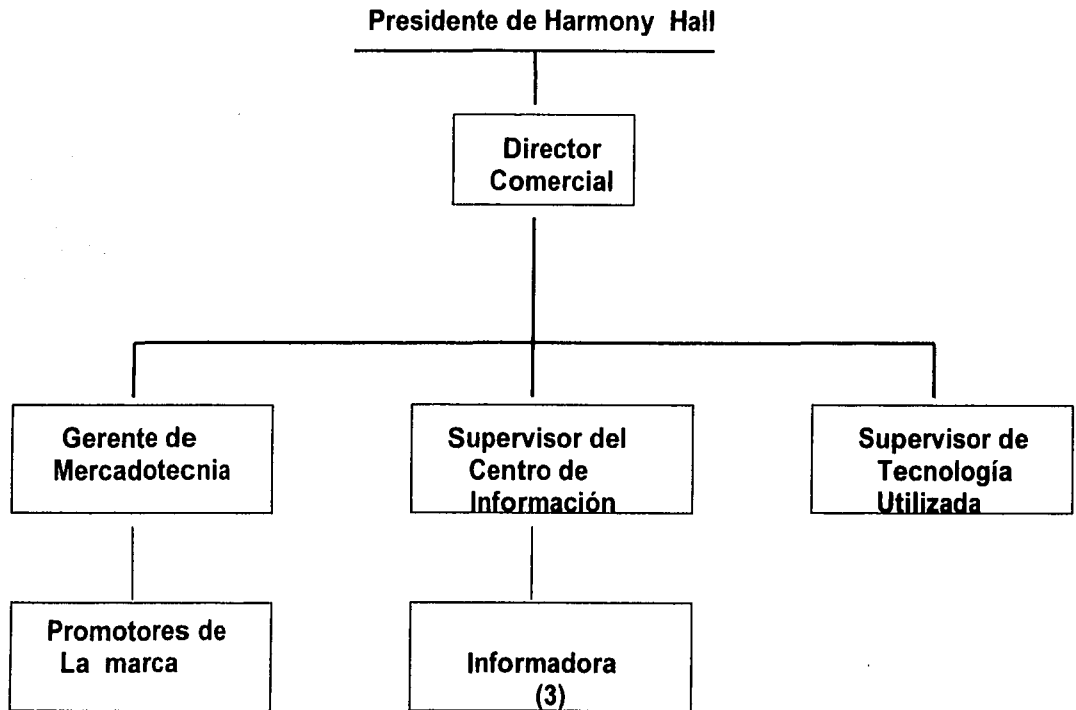 Presidente de Harmony Hall
Director
Comercial
Gerente de
Mercadotecnia
Supervisor del
Centro de
Información
Supervisor de
Tecnología
Utilizada
Promotores de
La marca
Informadora
(3)